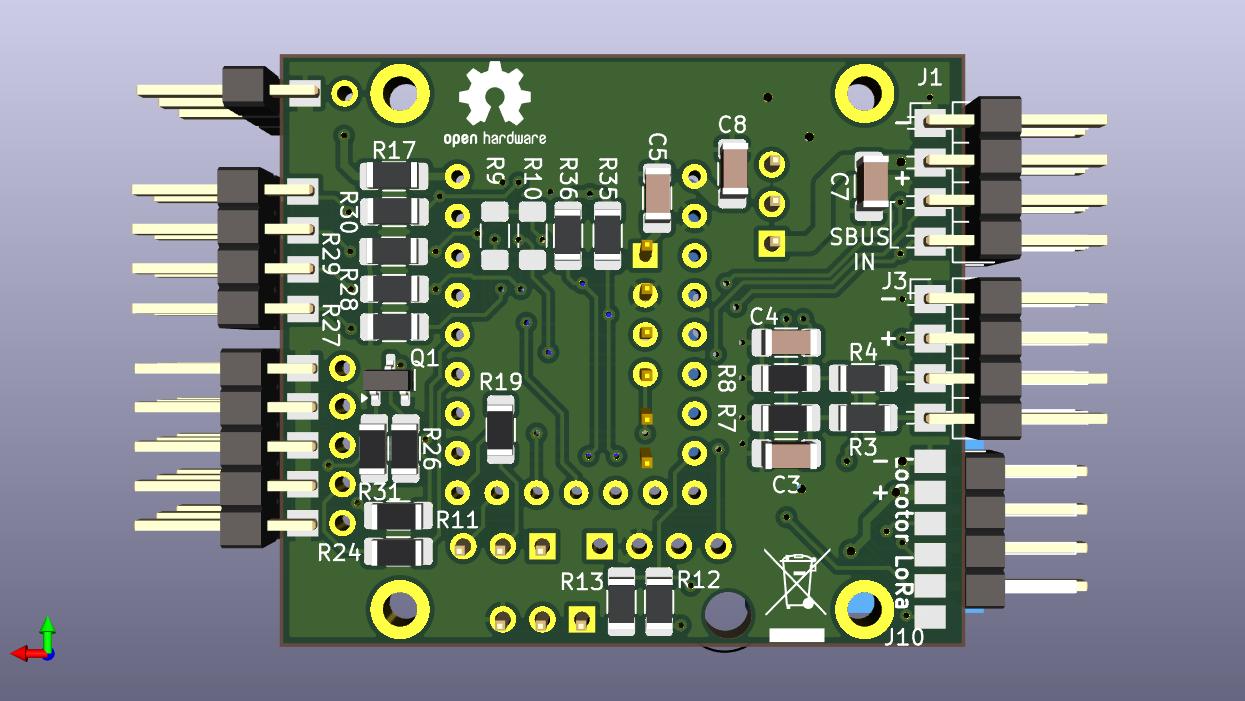 J1
open hardware
C8
R17
C5
R9
R10
R36
R35
-
+
C7
R30
SBUS
IN
R29
R28
R27
J3
-
+
C4
Q1
R4
R8
R19
R7
R3
R26
C3
-
+
R31
R11
R24
Locotor LoRa
R13
R12
J10